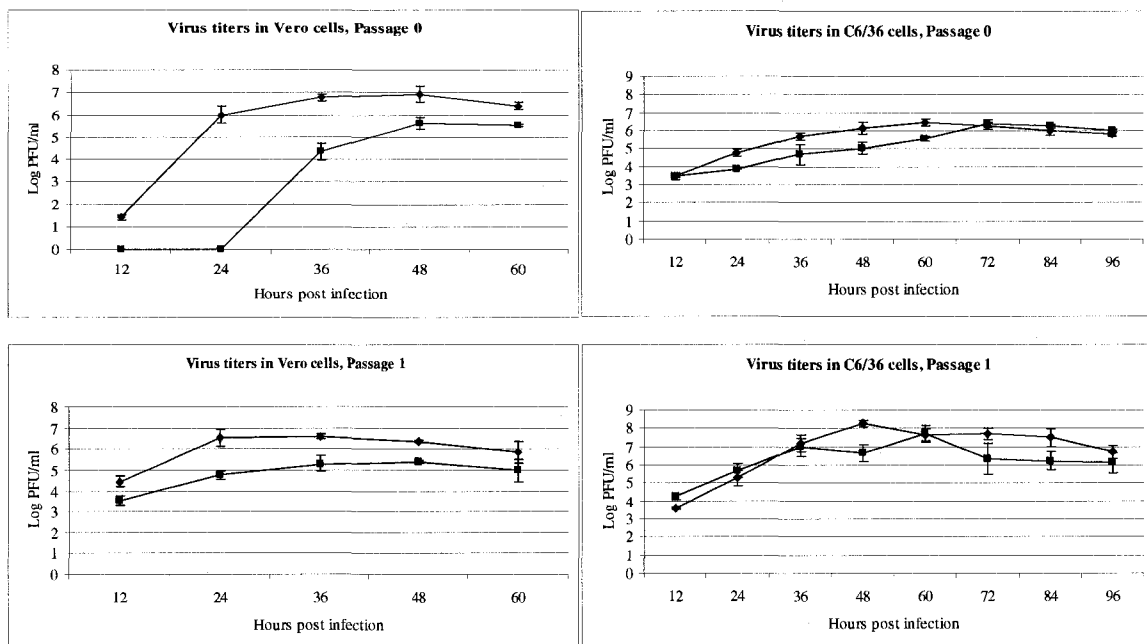 Virus titers in Vero cells, Passage 0
Log PFU/ml
8
7
6
5
4
3
2
1
0
12 24 36 48 60
Hours post infection
Virus titers in C6/36 cells, Passage 0
Log PFU/ml
9
8
7
6
5
4
3
2
1
0
12 24 36 48 60 72 84 96
Hours post infection
Virus titers in Vero cells, Passage 1
Log PFU/ml
8
7
6
5
4
3
2
1
0
12 24 36 48 60
Hours post infection
Virus titers in C6/36 cells, Passage 1
Log PFU/ml
9
8
7
6
5
4
3
2
1
0
12 24 36 48 60 72 84 96
Hours post infection